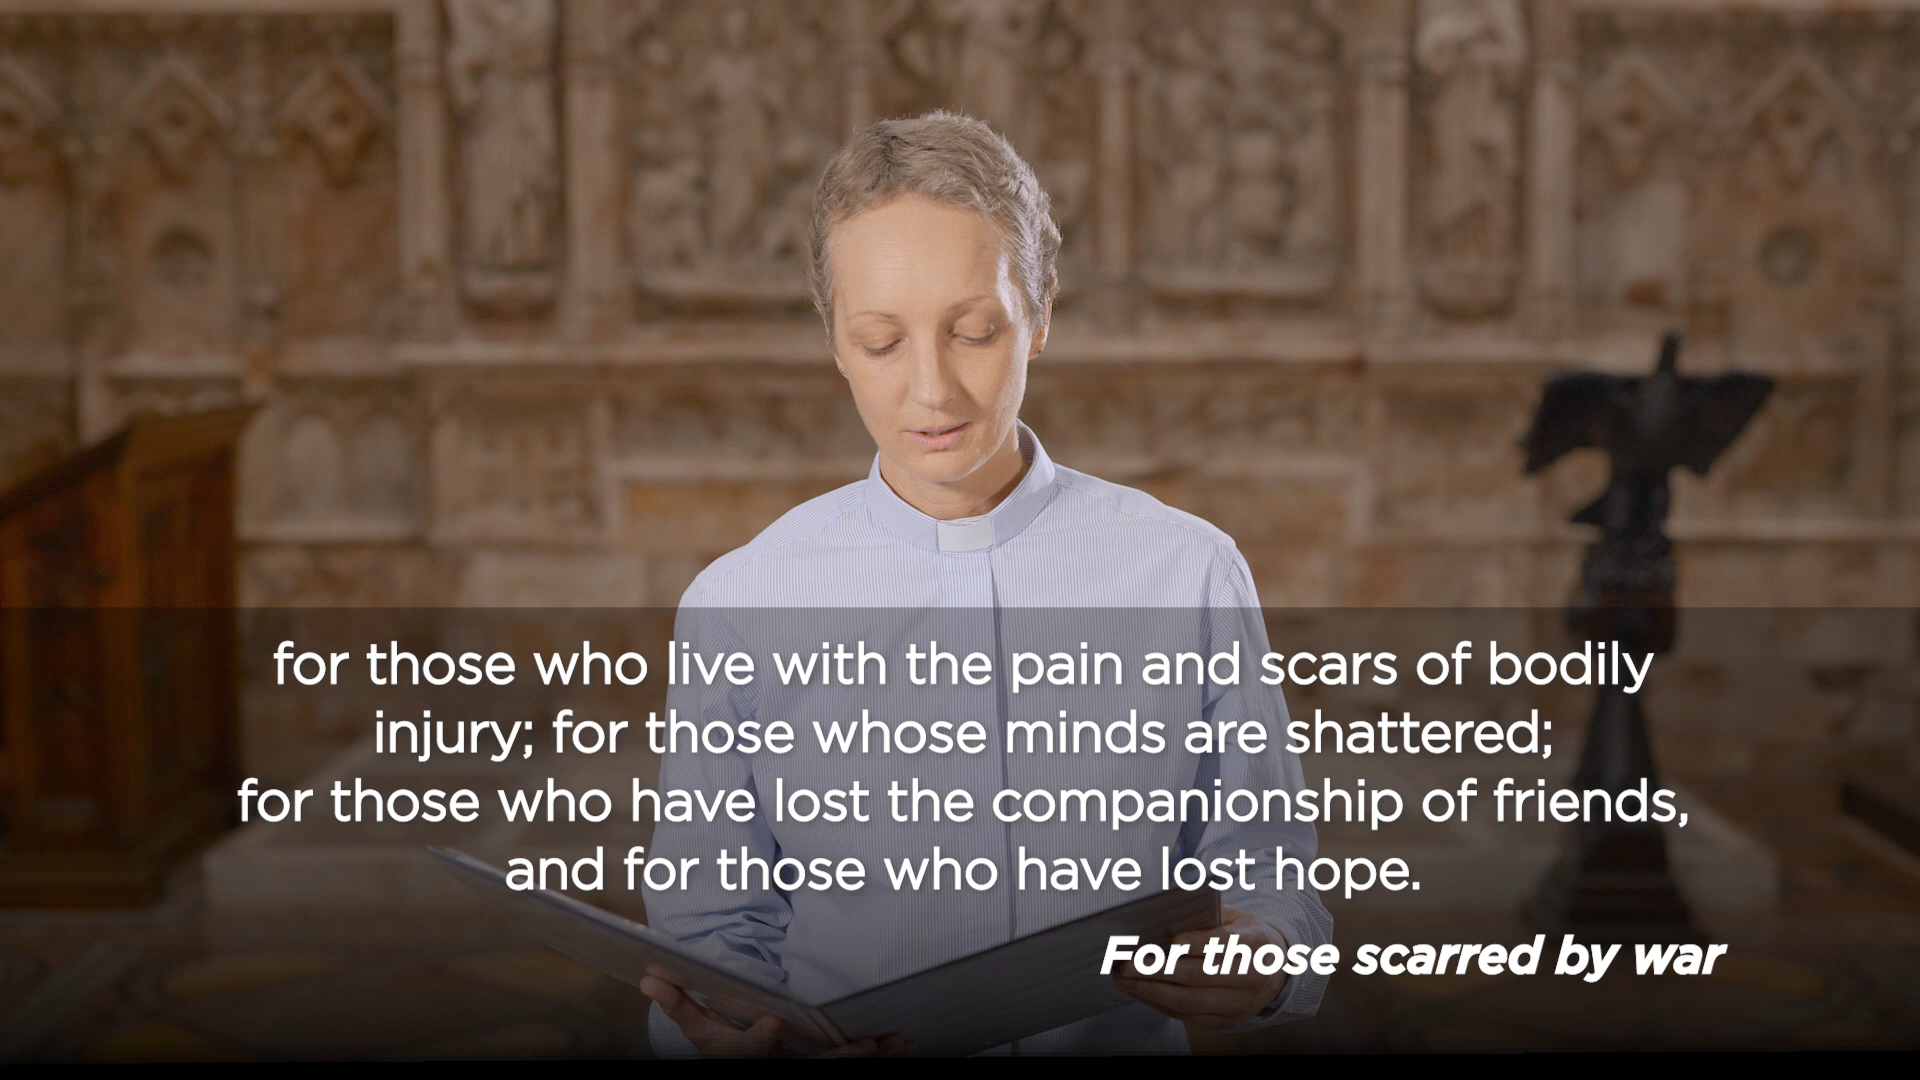 for those who live with the pain and scars of bodily
injury; for those whose minds are shattered;
for those who have lost the companionship of friends,
and for those who have lost hope.
For those scarred by war